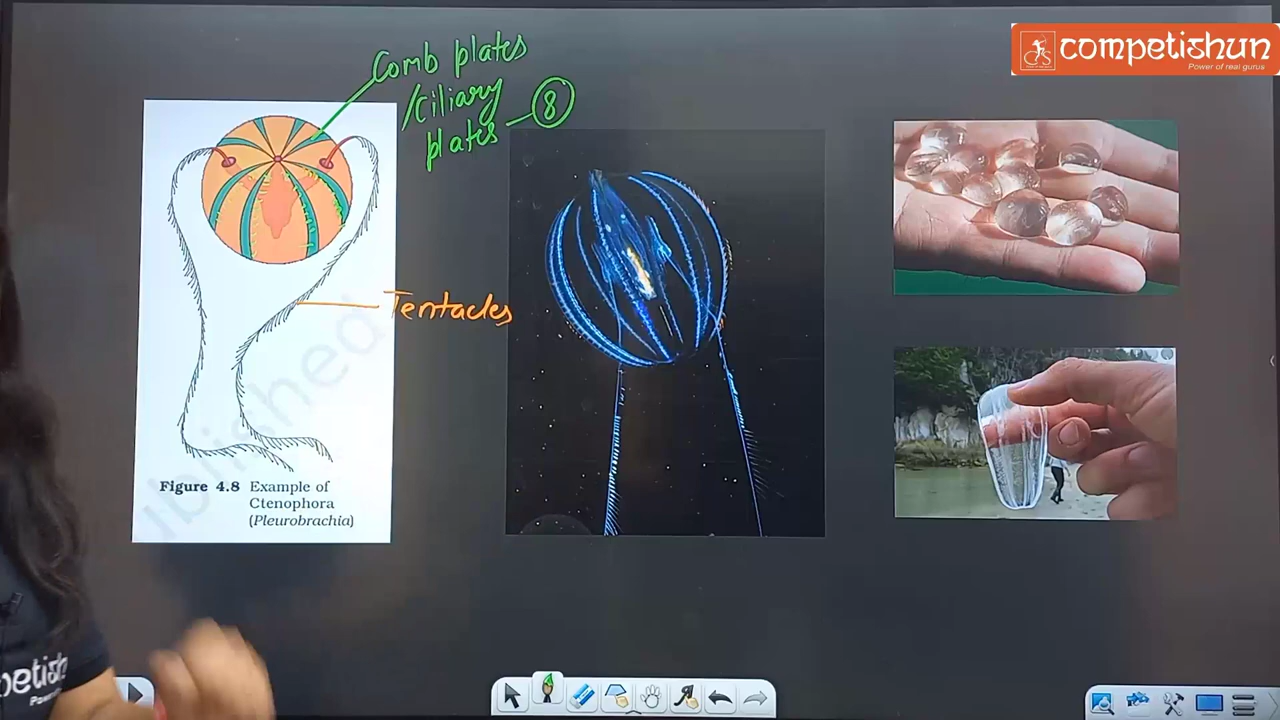 Comb plates
/Ciliary
plates
8
competishun
Power of real gurus
Tentacles
Figure 4.8 Example of
Ctenophora
(Pleurobrachia)